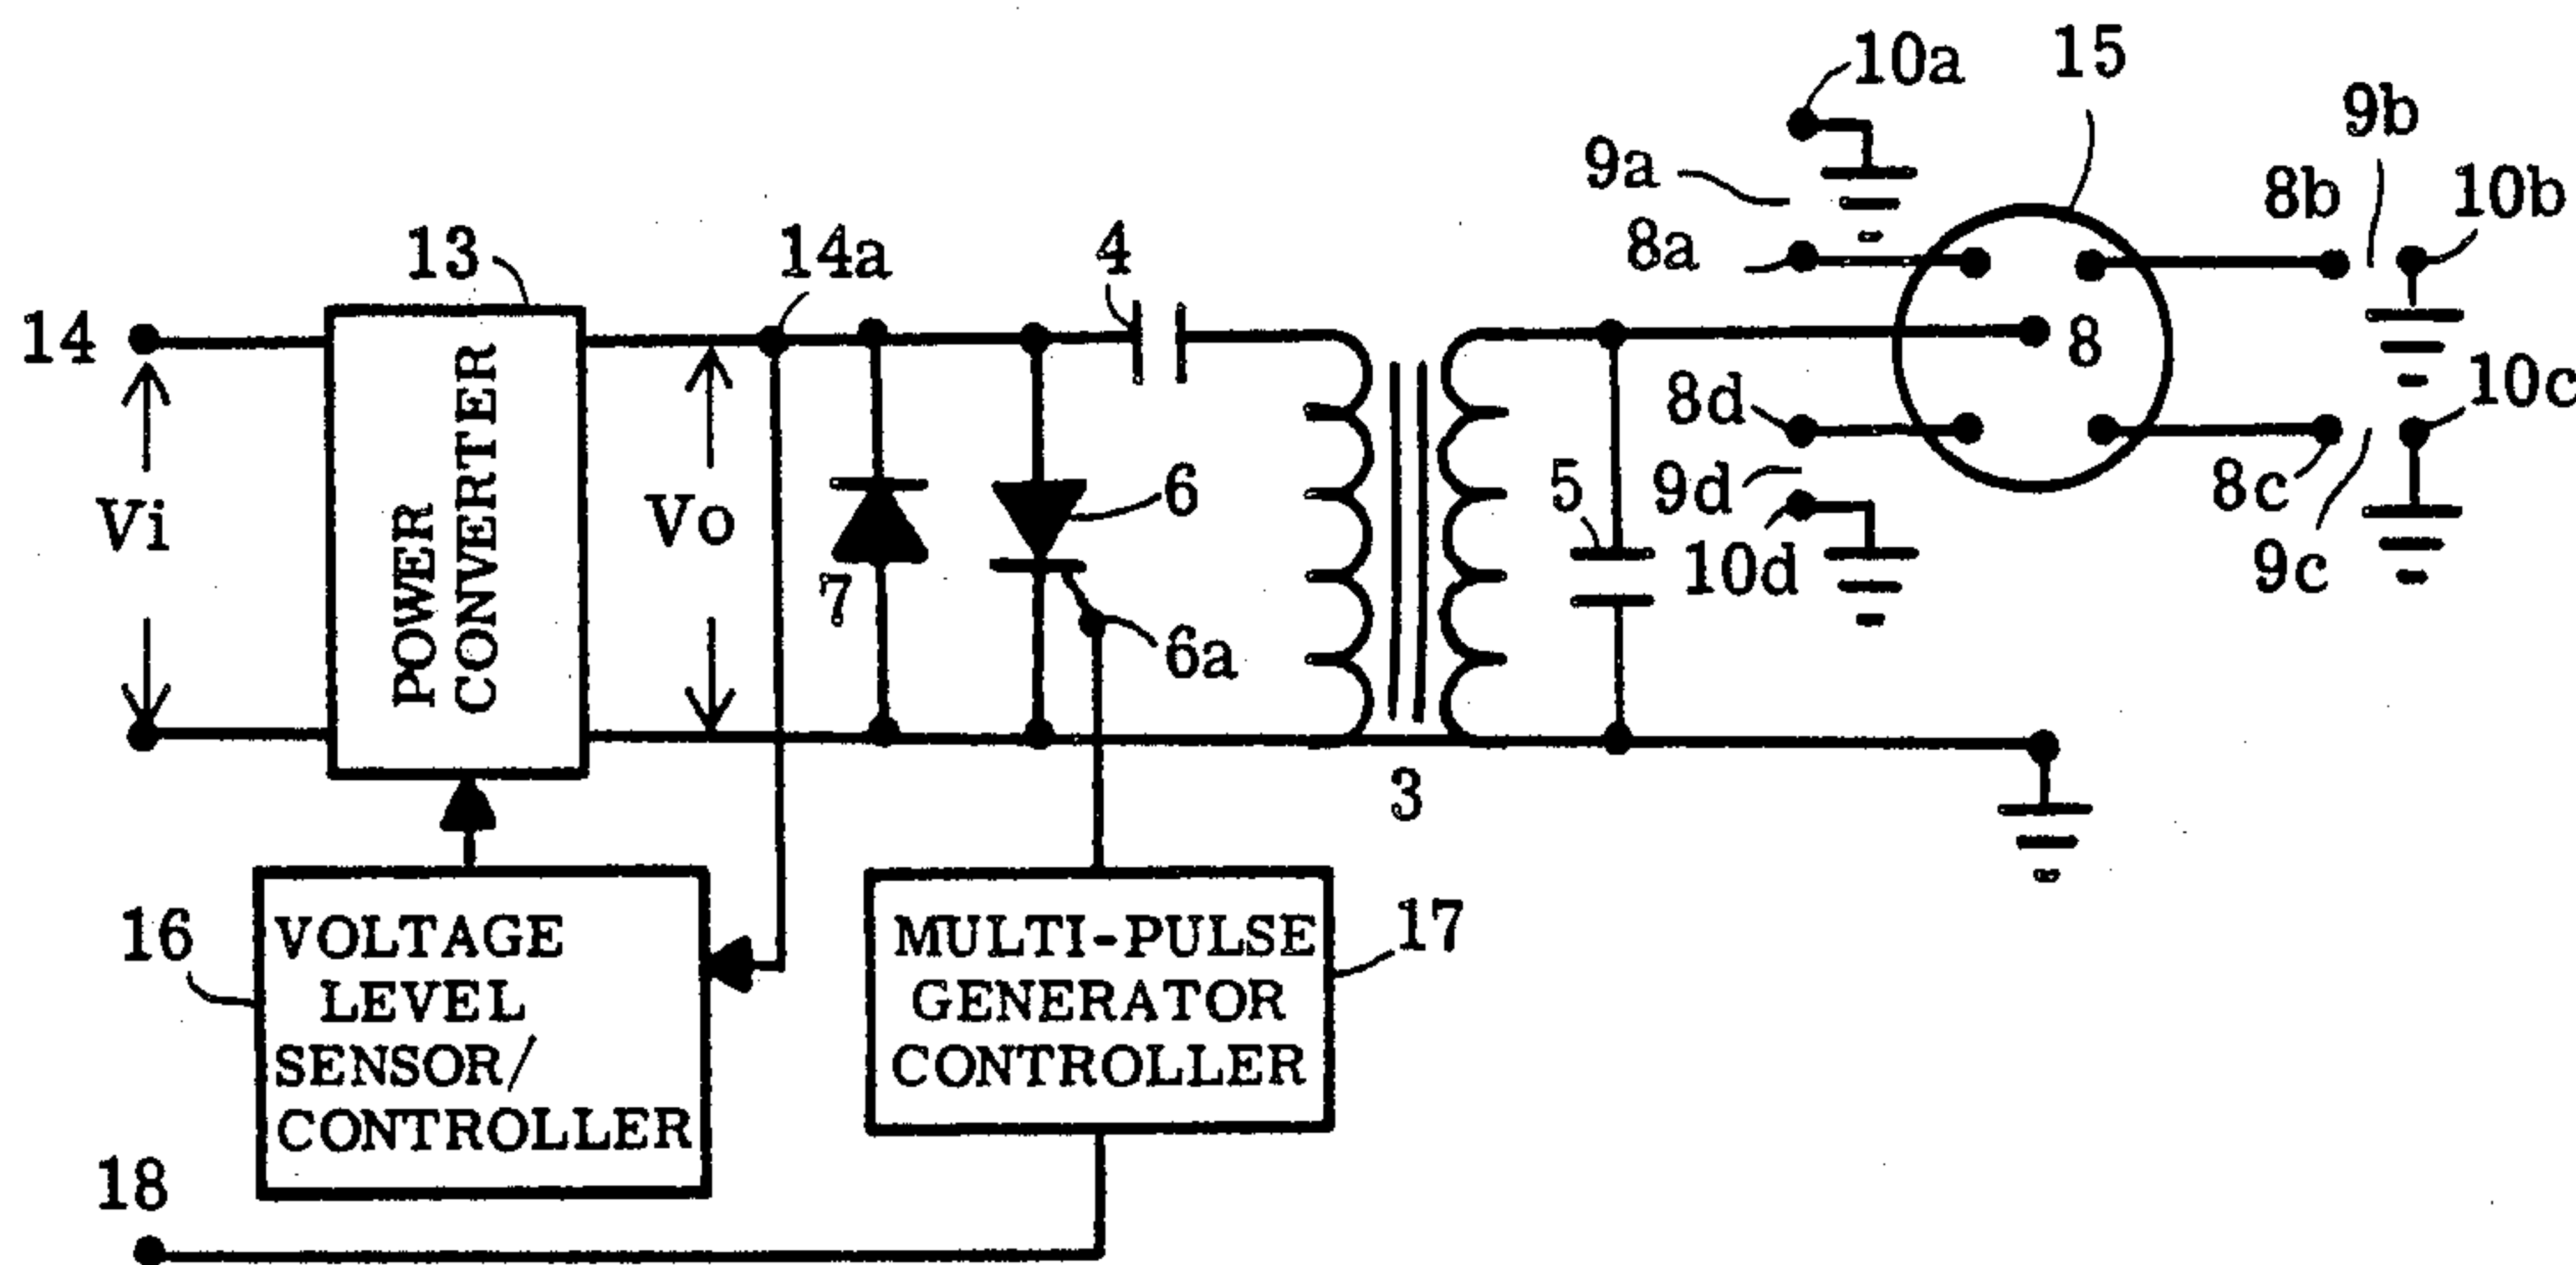 10a
15
9a
9b
8b
10b
8a
13
14a
4
14
8
10c
8d
POWER
CONVERTER
Vi
Vo
6
5
9d
8c
7
10d
9c
6a
3
16
VOLTAGE
LEVEL
SENSOR/
CONTROLLER
MULTI-PULSE
GENERATOR
CONTROLLER
17
18